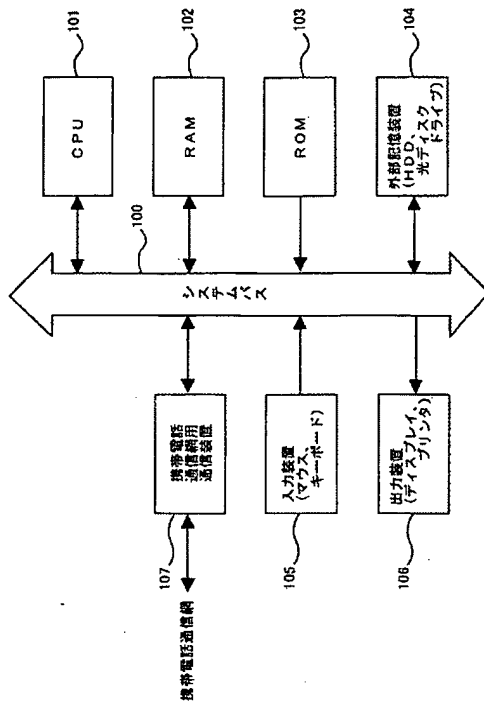 101
102
103
104
CPU
RAM
ROM
外部記憶装置
(HDD、
光ディスク
ドライブ)
100
システムバス
携帯電話
通信網用
通信装置
入力装置
(マウス、
キーボード)
出力装置
(ディスプレイ、
プリンタ)
107
105
106
携帯電話通信網